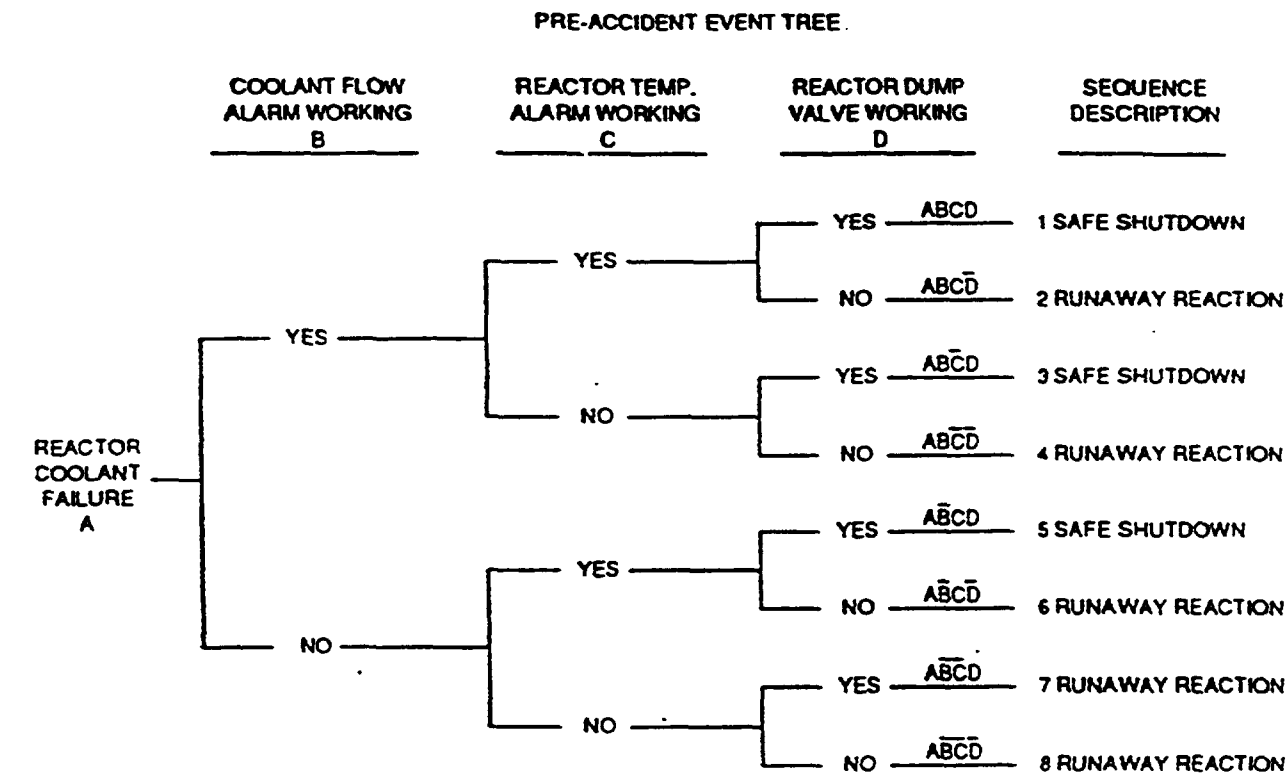 PRE-ACCIDENT EVENT TREE
COOLANT FLOW
ALARM WORKING
B
REACTOR TEMP.
ALARM WORKING
C
REACTOR DUMP
VALVE WORKING
D
SEQUENCE
DESCRIPTION
YES ABCD 1 SAFE SHUTDOWN
YES
NO ABCD̅ 2 RUNAWAY REACTION
YES
YES ABC̅D 3 SAFE SHUTDOWN
NO
NO ABC̅D̅ 4 RUNAWAY REACTION
REACTOR
COOLANT
FAILURE
A
YES AB̅CD 5 SAFE SHUTDOWN
YES
NO AB̅CD̅ 6 RUNAWAY REACTION
NO
YES AB̅C̅D 7 RUNAWAY REACTION
NO
NO AB̅C̅D̅ 8 RUNAWAY REACTION